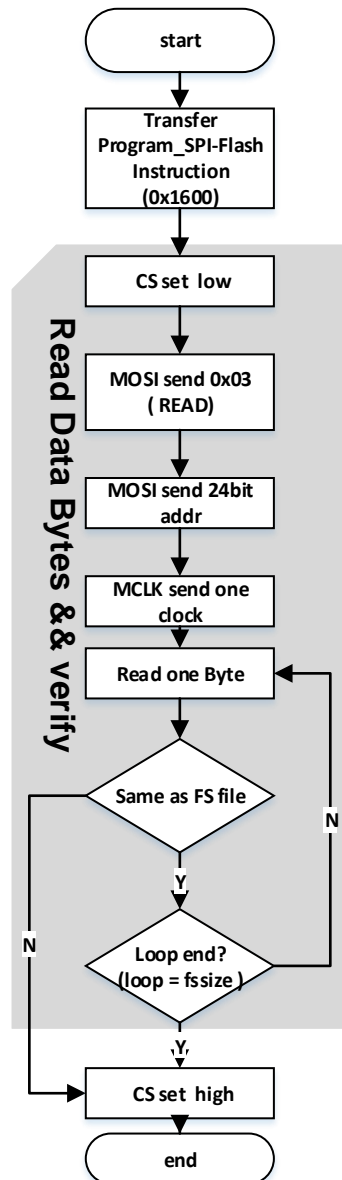 start
Transfer
Program_SPI-Flash
Instruction
(0x1600)
CS set low
Read Data Bytes && verify
MOSI send 0x03
( READ)
MOSI send 24bit
addr
MCLK send one
clock
Read one Byte
Same as FS file
N
Y
N
Loop end?
(loop = fssize )
Y
CS set high
end